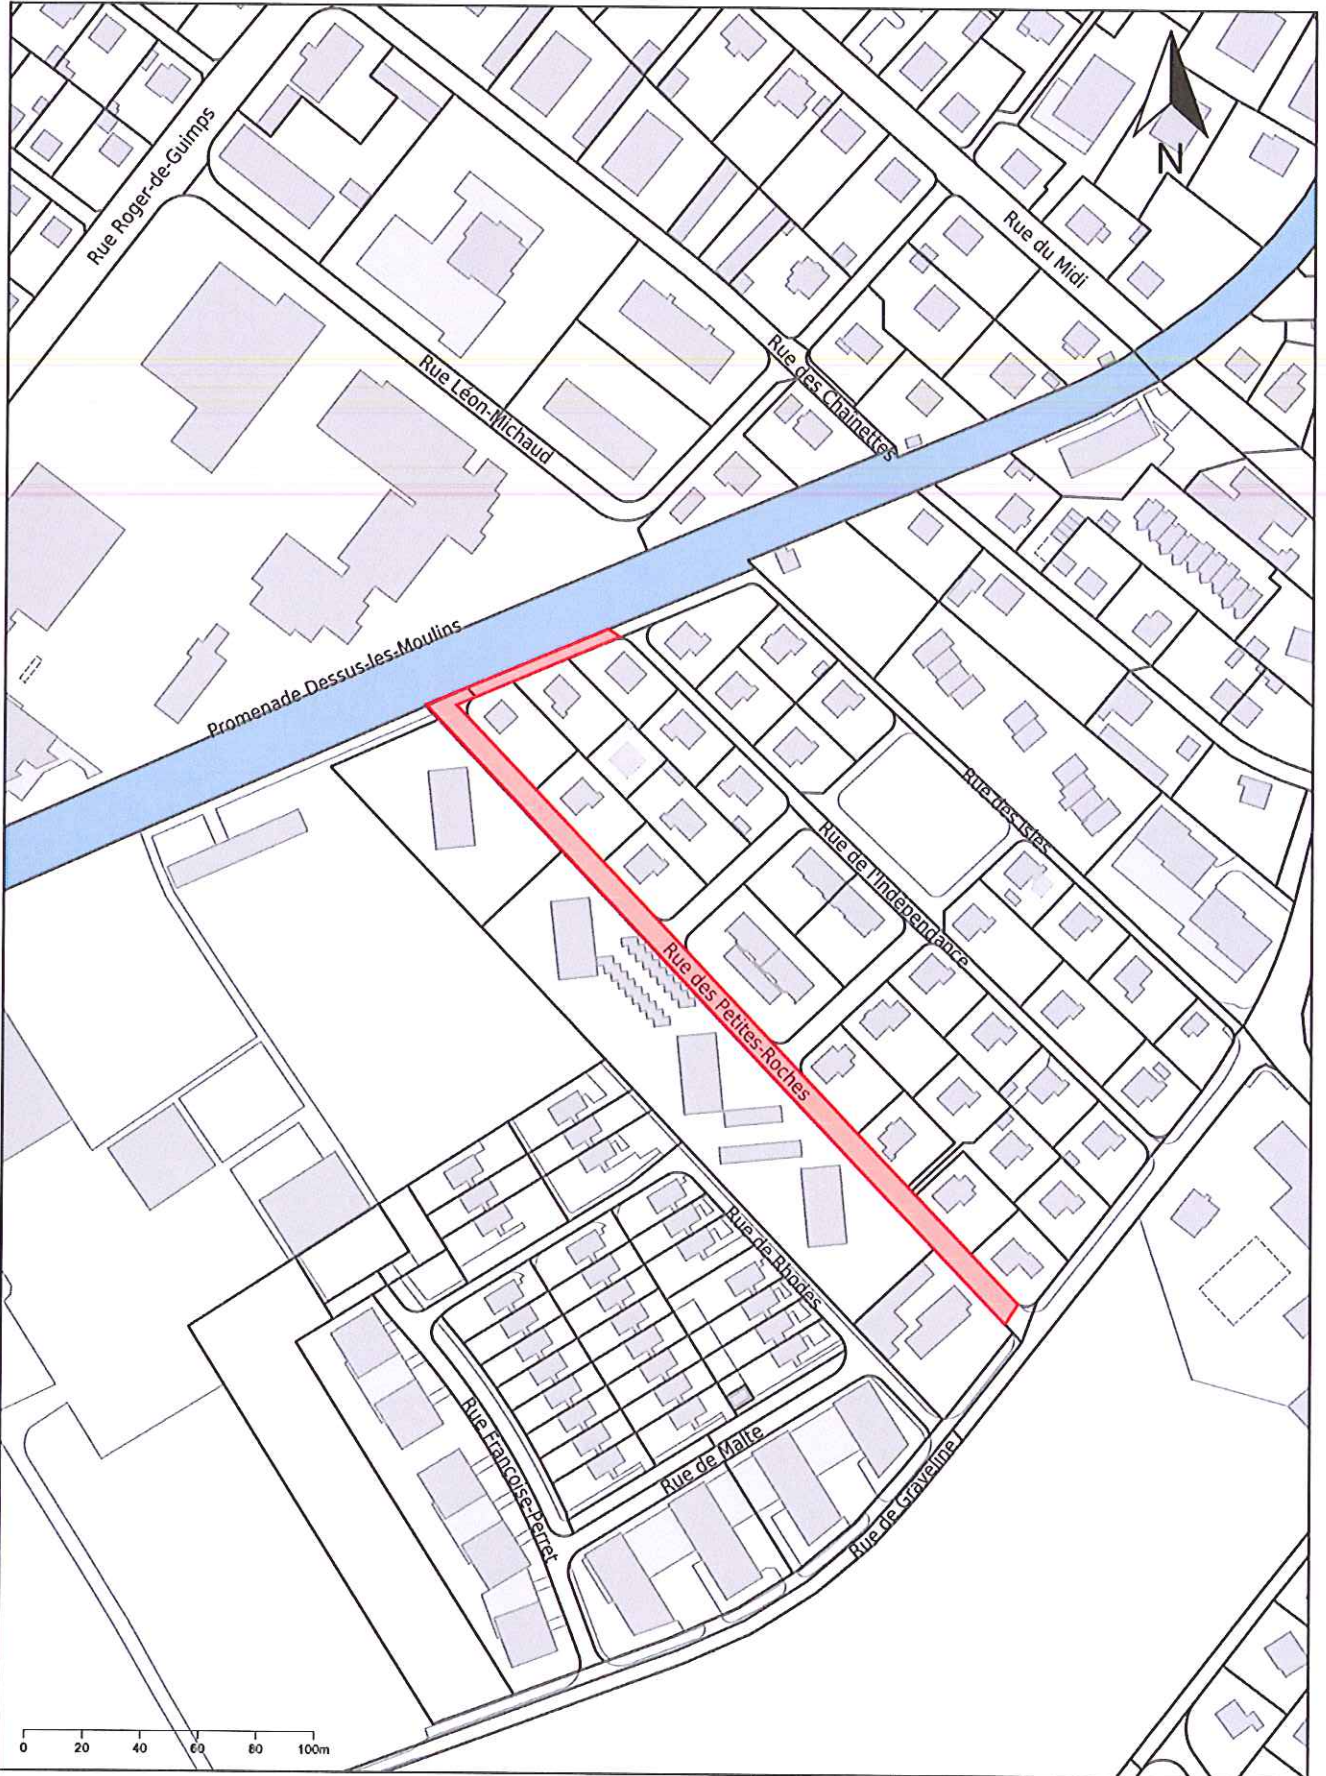 Rue Roger-de-Guimps
N
Rue du Midi
Rue des Chainettes
Rue Léon-Michaud
Promenade Dessus-les-Moulins
Rue des Isles
Rue de l'Indépendance
Rue des Petites-Roches
Rue de Rhodes
Rue Francoise-Perret
Rue de Malte
Rue de Graveline
0 20 40 60 80 100m